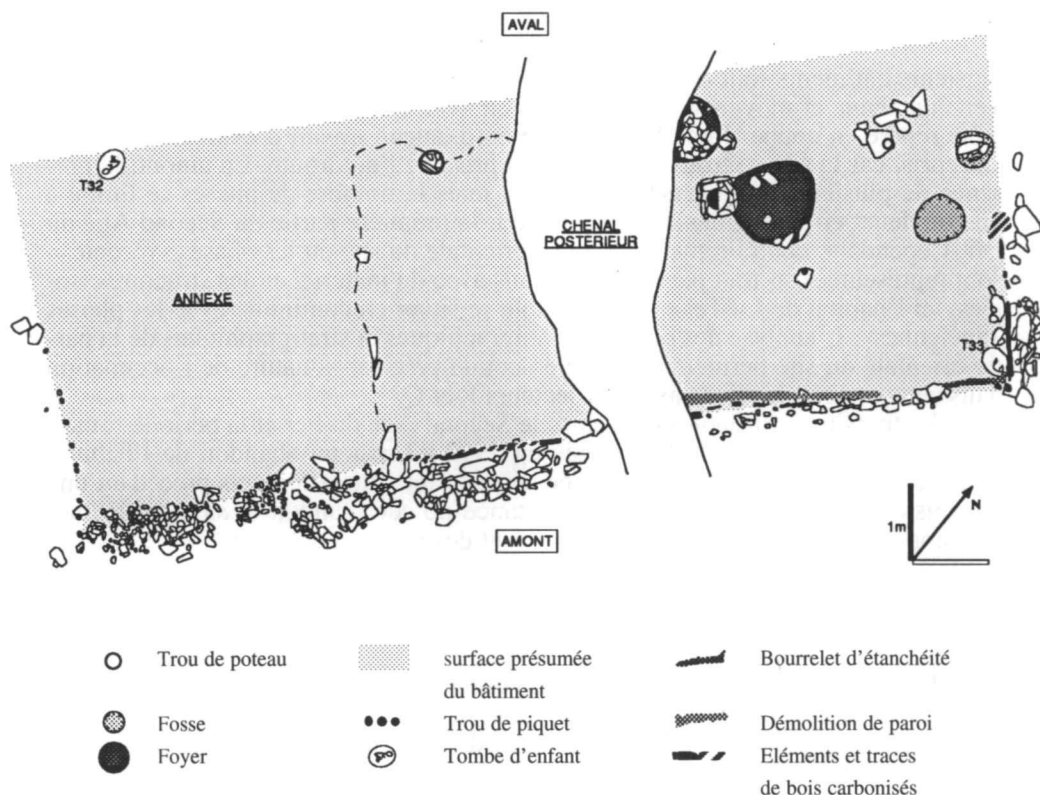 AVAL
T32
CHENAL
POSTERIEUR
ANNEXE
T33
AMONT
1m
N
Trou de poteau
surface présumée
du bâtiment
Bourrelet d'étanchéité
Fosse
Trou de piquet
Démolition de paroi
Foyer
Tombe d'enfant
Eléments et traces
de bois carbonisés